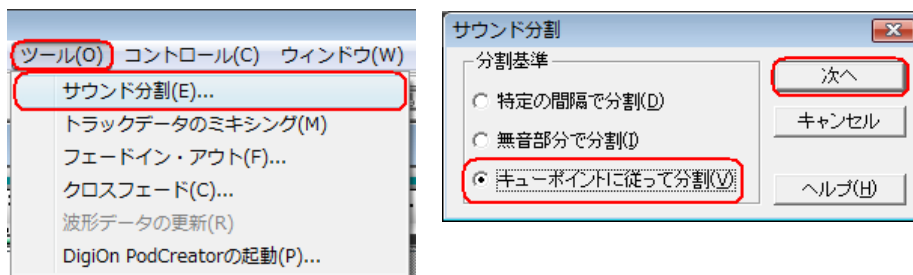 ツール(O) コントロール(C) ウィンドウ(W)
サウンド分割(E)...
トラックデータのミキシング(M)
フェードイン・アウト(F)...
クロスフェード(C)...
波形データの更新(R)
DigiOn PodCreatorの起動(P)...
サウンド分割
分割基準
特定の間隔で分割(D)
無音部分で分割(I)
キューポイントに従って分割(V)
次へ
キャンセル
ヘルプ(H)